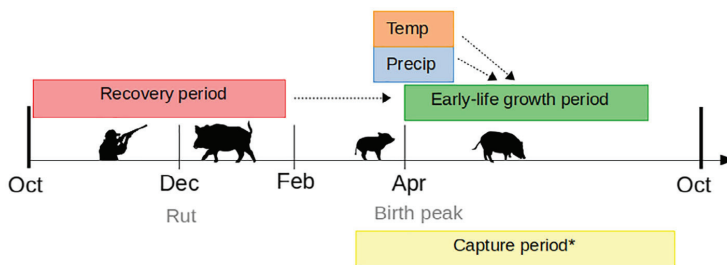 Temp
Precip
Recovery period
Early-life growth period
Oct
Dec
Feb
Apr
Oct
Rut
Birth peak
Capture period*